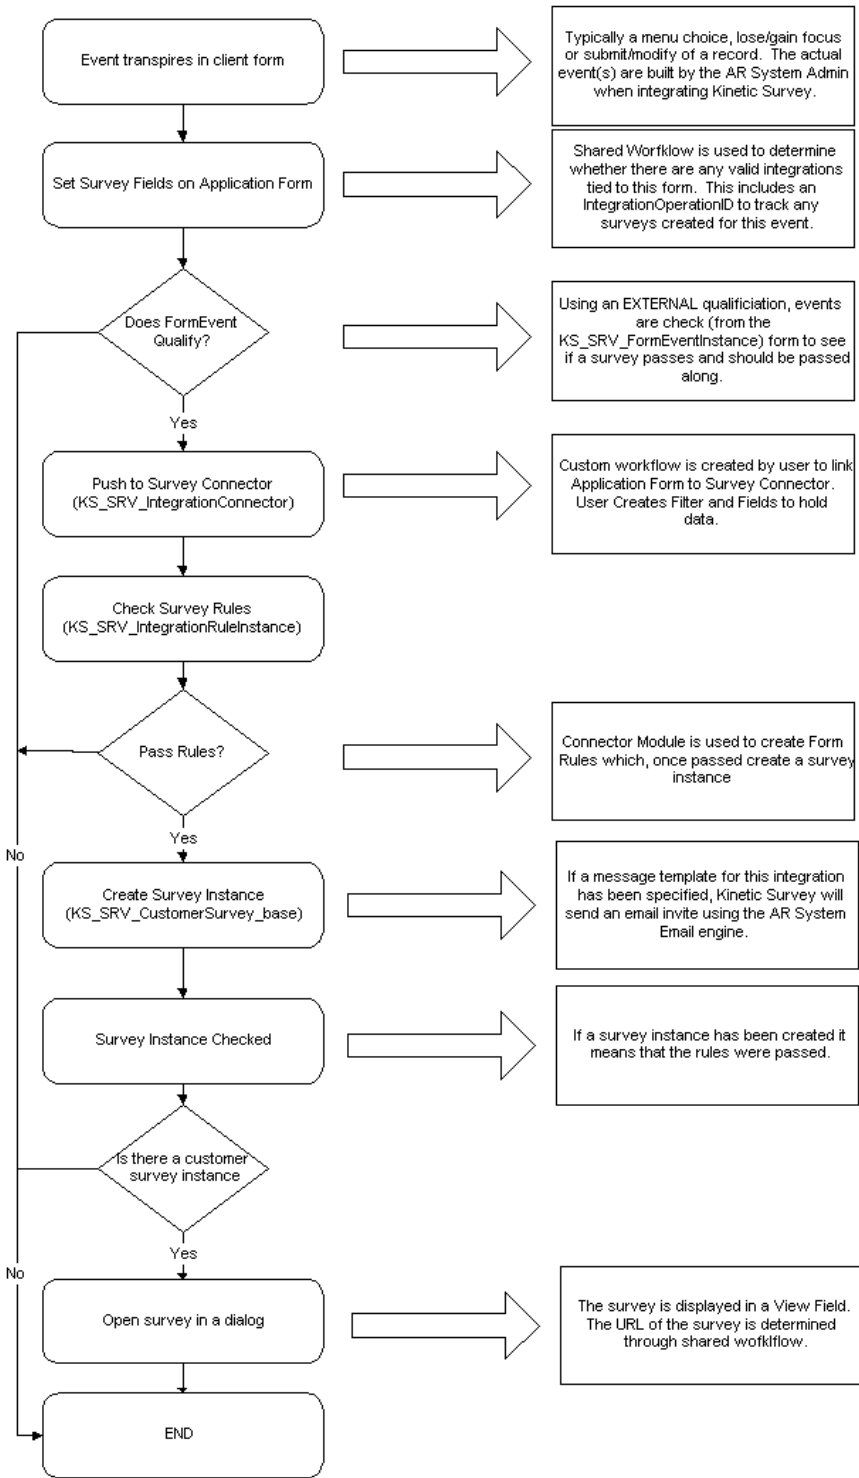 Event transpires in client form
Typically a menu choice, lose/gain focus
or submit/modify of a record.  The actual
event(s) are built by the AR System Admin
when integrating Kinetic Survey.
Set Survey Fields on Application Form
Shared Worfklow is used to determine
whether there are any valid integrations
tied to this form.  This includes an
IntegrationOperationID to track any
surveys created for this event.
Does FormEvent
Qualify?
Using an EXTERNAL qualificiation, events
are check (from the
KS_SRV_FormEventInstance) form to see
if a survey passes and should be passed
along.
Yes
Push to Survey Connector
(KS_SRV_IntegrationConnector)
Custom workflow is created by user to link
Application Form to Survey Connector.
User Creates Filter and Fields to hold
data.
Check Survey Rules
(KS_SRV_IntegrationRuleInstance)
Pass Rules?
Connector Module is used to create Form
Rules which, once passed create a survey
instance
Yes
No
Create Survey Instance
(KS_SRV_CustomerSurvey_base)
If a message template for this integration
has been specified, Kinetic Survey will
send an email invite using the AR System
Email engine.
Survey Instance Checked
If a survey instance has been created it
means that the rules were passed.
Is there a customer
survey instance
Yes
No
Open survey in a dialog
The survey is displayed in a View Field.
The URL of the survey is determined
through shared wofklflow.
END